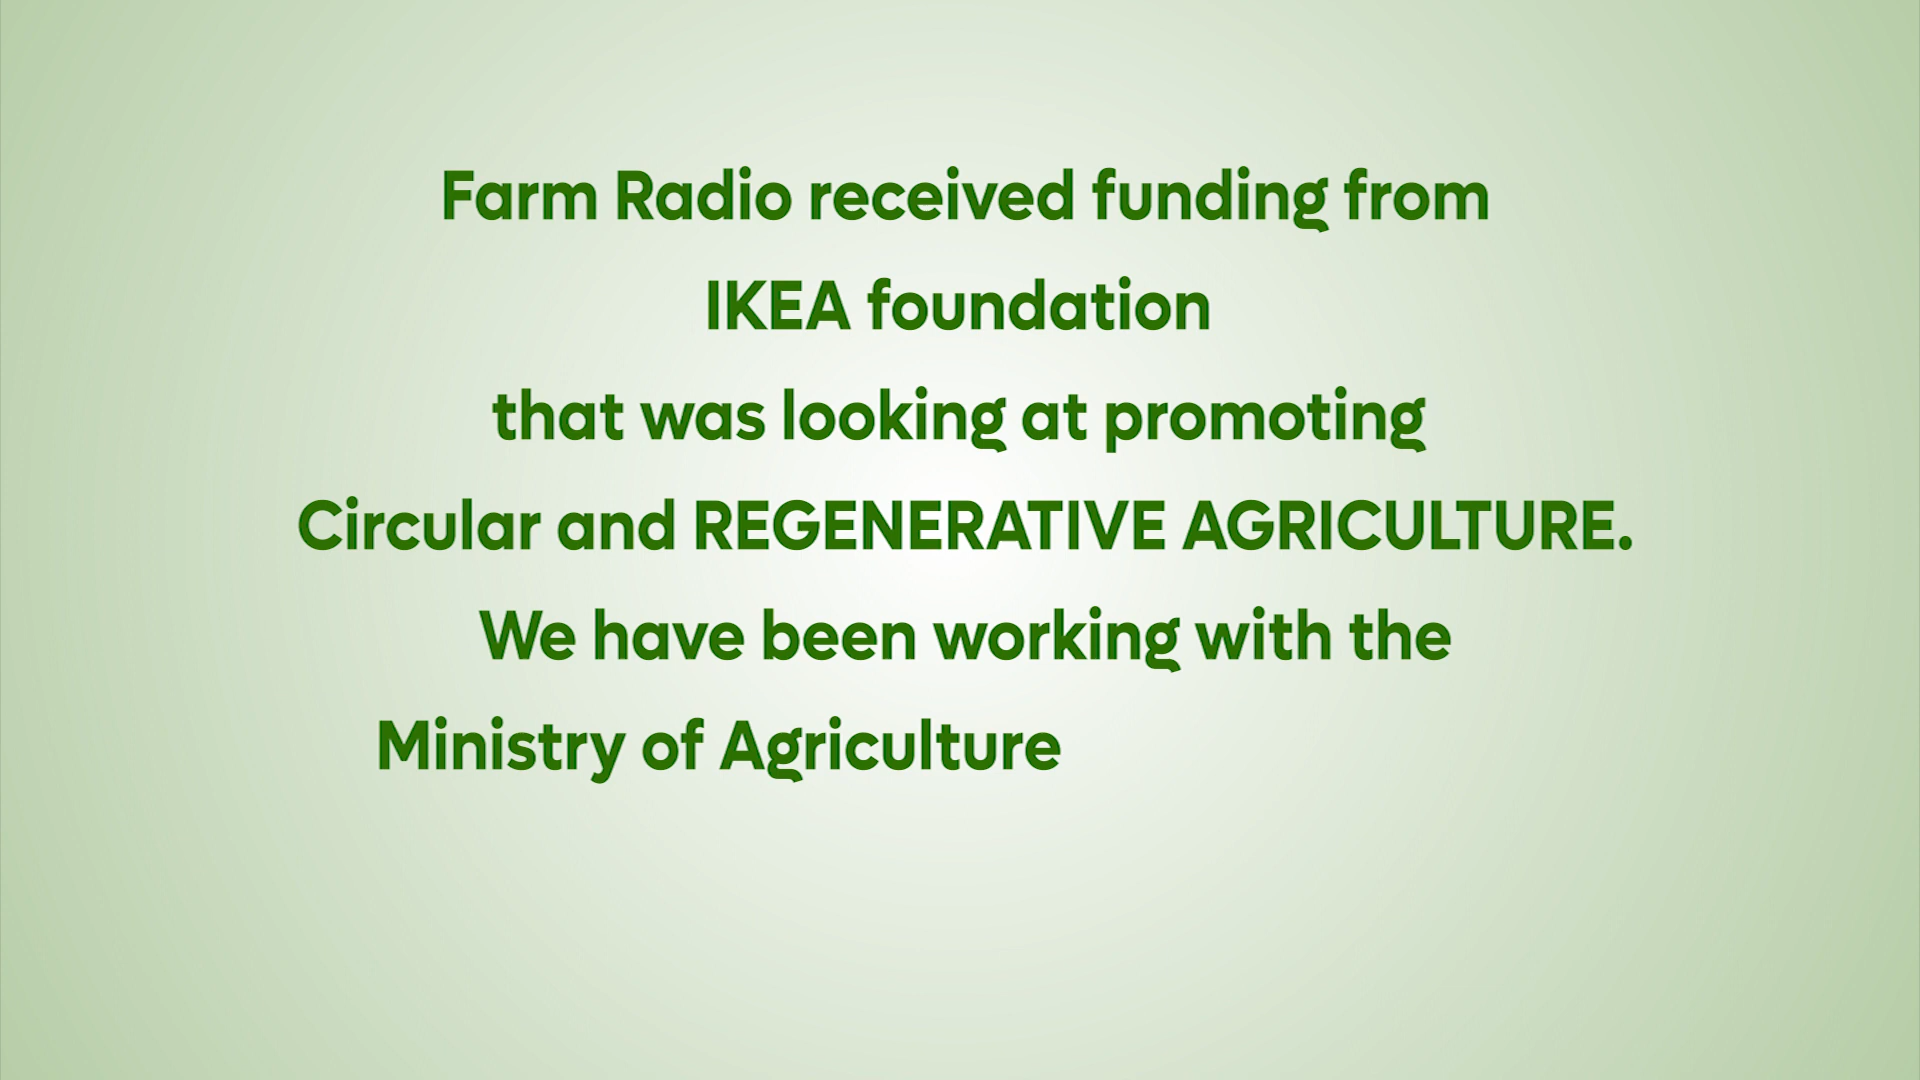 Farm Radio received funding from
IKEA foundation
that was looking at promoting
Circular and REGENERATIVE AGRICULTURE.
We have been working with the
Ministry of Agriculture